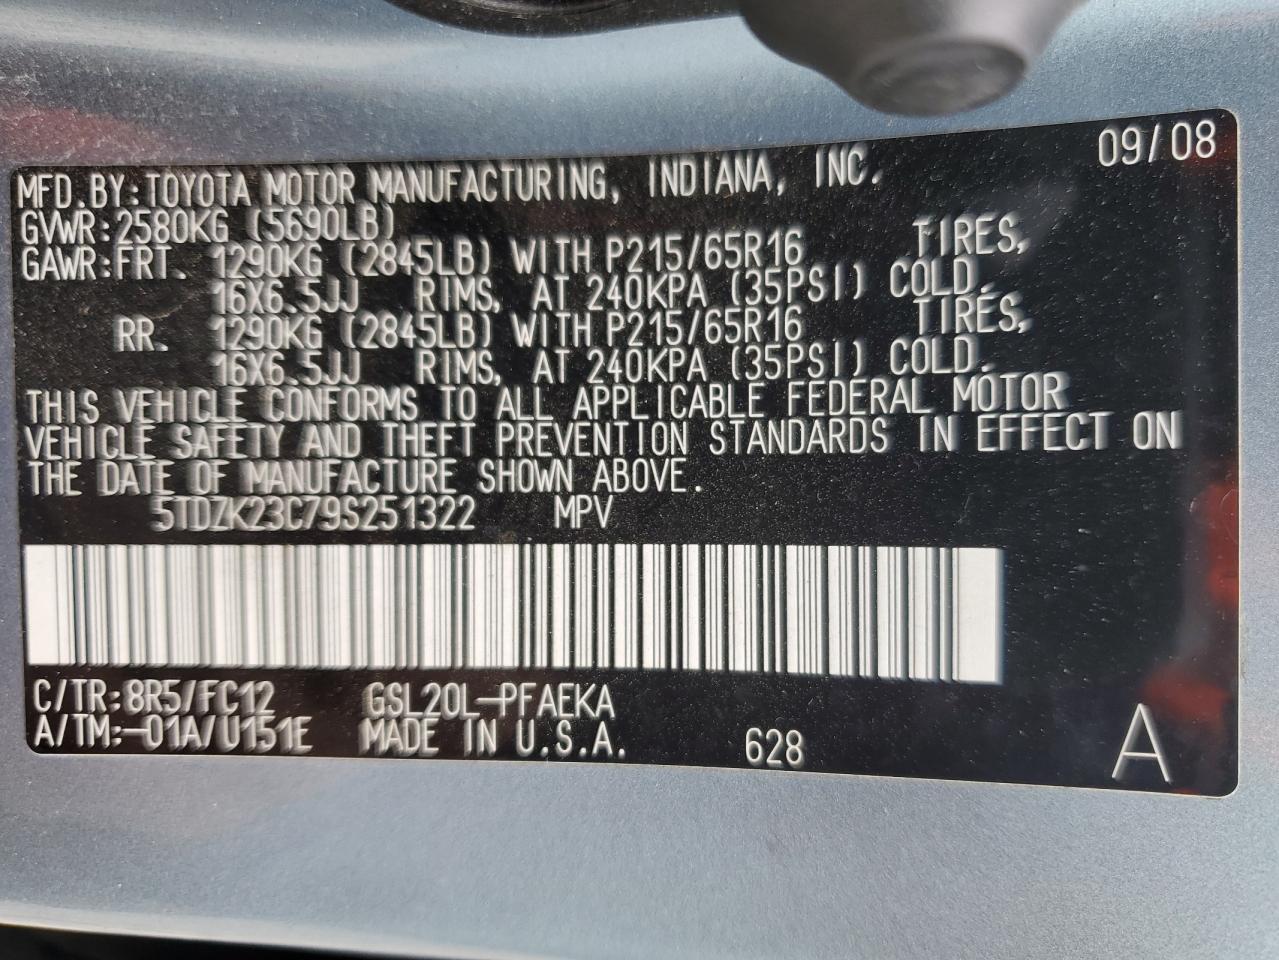 09/08
MFD.BY:TOYOTA MOTOR MANUFACTURING, INDIANA, INC.
GVWR:2580KG (5690LB)
GAWR:FRT. 1290KG (2845LB) WITH P215/65R16 TIRES,
16X6.5JJ RIMS, AT 240KPA (35PSI) COLD.
RR. 1290KG (2845LB) WITH P215/65R16 TIRES,
16X6.5JJ RIMS, AT 240KPA (35PSI) COLD.
THIS VEHICLE CONFORMS TO ALL APPLICABLE FEDERAL MOTOR
VEHICLE SAFETY AND THEFT PREVENTION STANDARDS IN EFFECT ON
THE DATE OF MANUFACTURE SHOWN ABOVE.
5TDZK23C79S251322 MPV
C/TR:8R5/FC12 GSL20L-PFAEKA
A/TM:-01A/U151E MADE IN U.S.A. 628 A